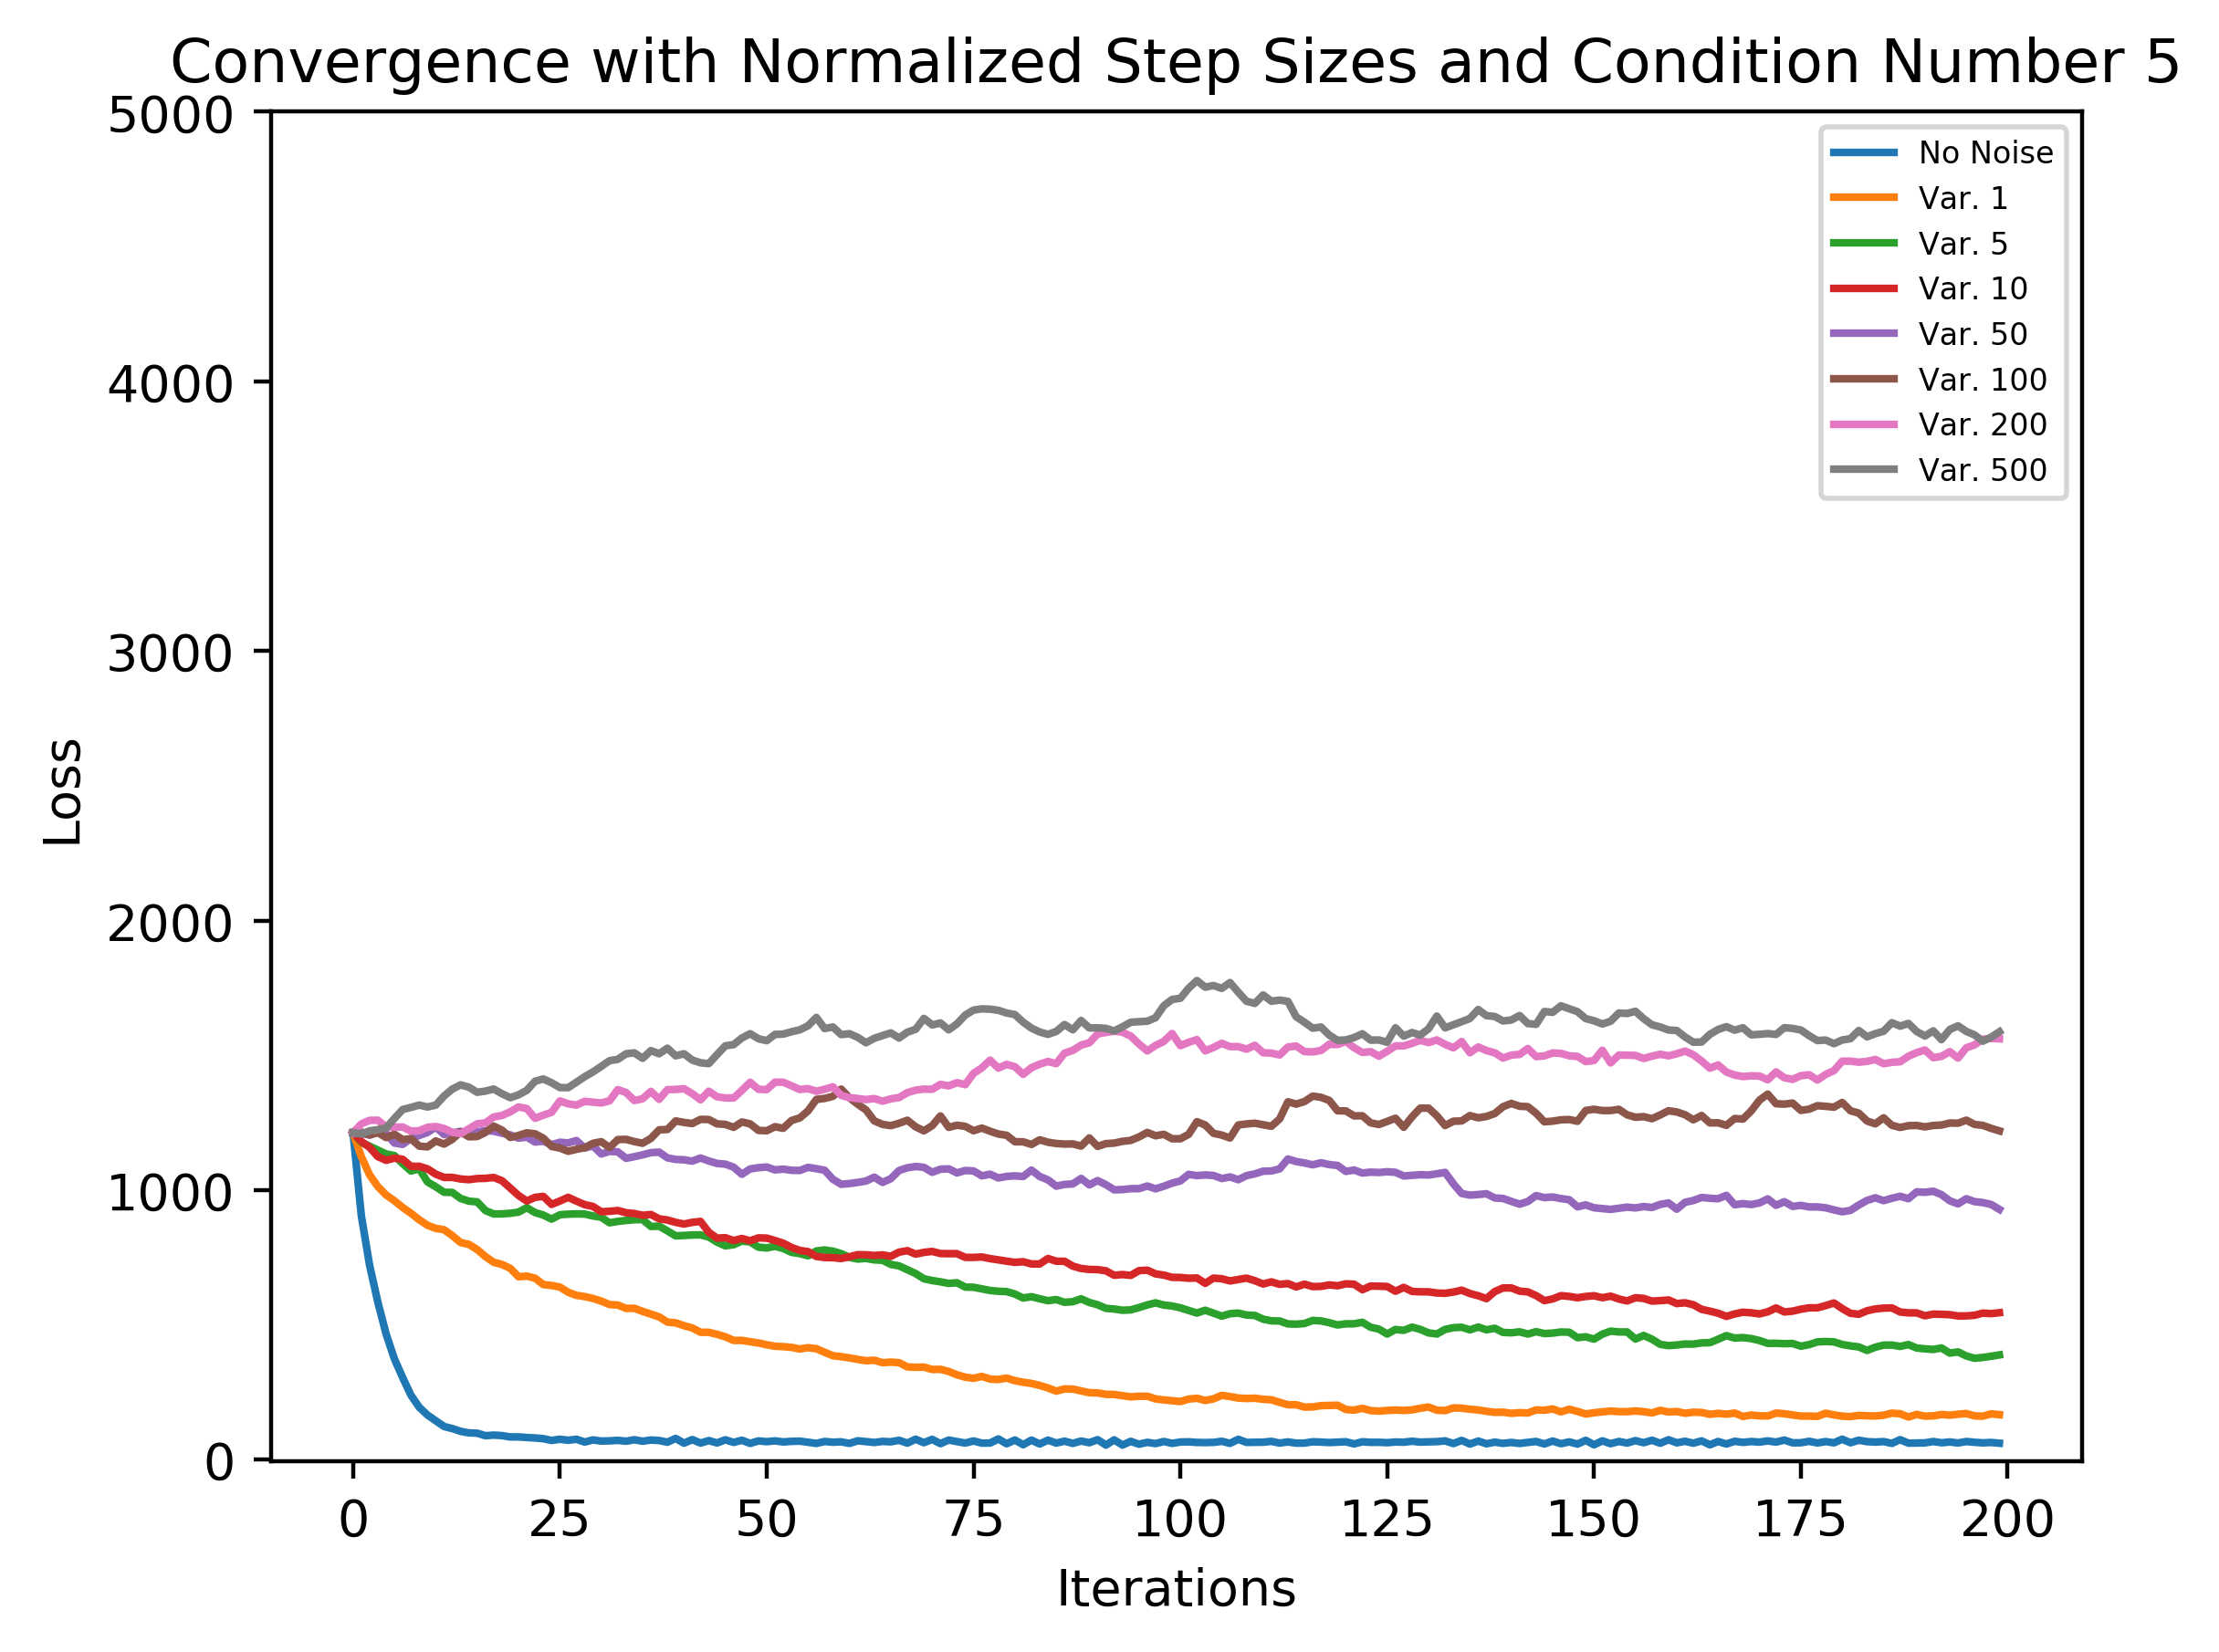 Convergence with Normalized Step Sizes and Condition Number 5
5000
4000
3000
2000
1000
0
Loss
No Noise
Var. 1
Var. 5
Var. 10
Var. 50
Var. 100
Var. 200
Var. 500
0 25 50 75 100 125 150 175 200
Iterations